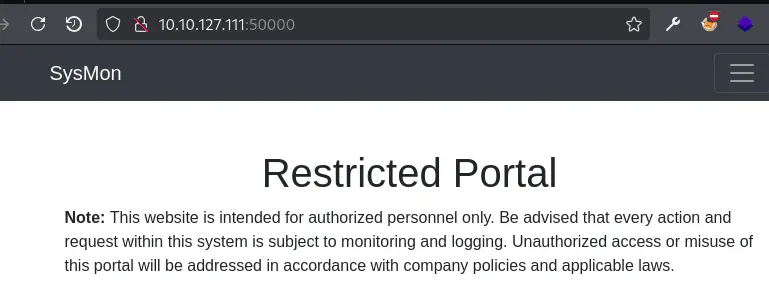 10.10.127.111:50000
SysMon
Restricted Portal
Note: This website is intended for authorized personnel only. Be advised that every action and
request within this system is subject to monitoring and logging. Unauthorized access or misuse of
this portal will be addressed in accordance with company policies and applicable laws.